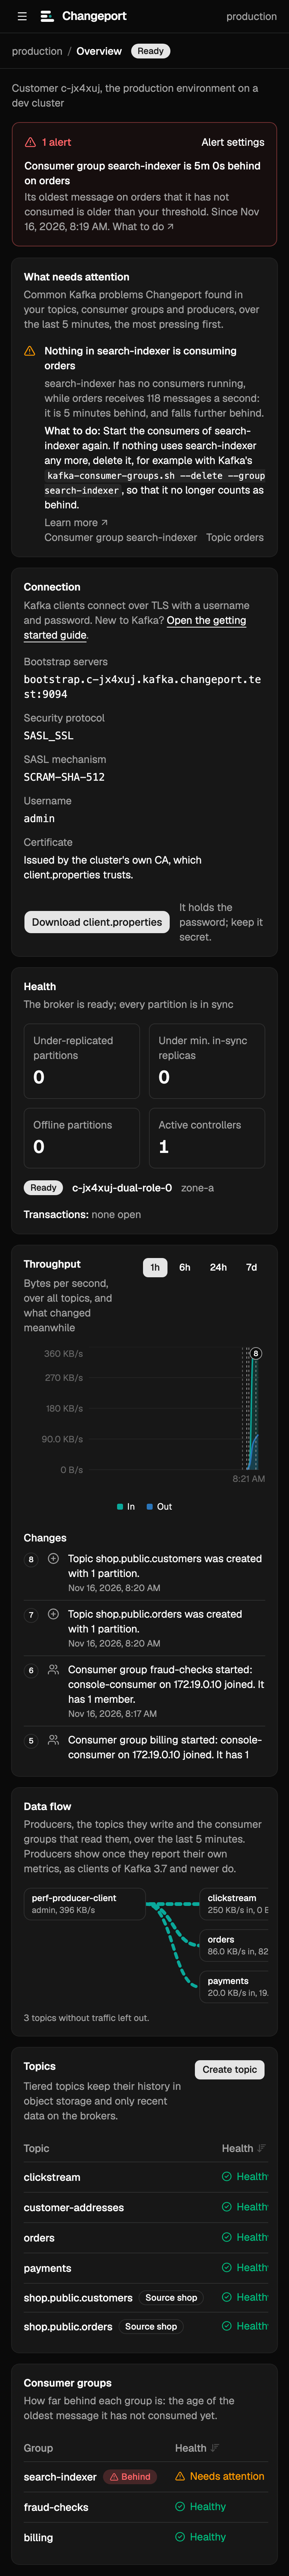 Changeport
production
production / Overview Ready
Customer c-jx4xuj, the production environment on a
dev cluster
1 alert
Alert settings
Consumer group search-indexer is 5m 0s behind
on orders
Its oldest message on orders that it has not
consumed is older than your threshold. Since Nov
16, 2026, 8:19 AM. What to do ↗
What needs attention
Common Kafka problems Changeport found in
your topics, consumer groups and producers, over
the last 5 minutes, the most pressing first.
Nothing in search-indexer is consuming
orders
search-indexer has no consumers running,
while orders receives 118 messages a second:
it is 5 minutes behind, and falls further behind.
What to do: Start the consumers of search-
indexer again. If nothing uses search-indexer
any more, delete it, for example with Kafka's
kafka-consumer-groups.sh --delete --group
search-indexer, so that it no longer counts as
behind.
Learn more ↗
Consumer group search-indexer Topic orders
Connection
Kafka clients connect over TLS with a username
and password. New to Kafka? Open the getting
started guide.
Bootstrap servers
bootstrap.c-jx4xuj.kafka.changeport.te
st:9094
Security protocol
SASL_SSL
SASL mechanism
SCRAM-SHA-512
Username
admin
Certificate
Issued by the cluster's own CA, which
client.properties trusts.
Download client.properties
It holds the
password; keep it
secret.
Health
The broker is ready; every partition is in sync
Under-replicated
partitions
0
Under min. in-sync
replicas
0
Offline partitions
0
Active controllers
1
Ready c-jx4xuj-dual-role-0 zone-a
Transactions: none open
Throughput
1h 6h 24h 7d
Bytes per second,
over all topics, and
what changed
meanwhile
360 KB/s
8
270 KB/s
180 KB/s
90.0 KB/s
0 B/s
8:21 AM
In Out
Changes
8 Topic shop.public.customers was created
with 1 partition.
Nov 16, 2026, 8:20 AM
7 Topic shop.public.orders was created
with 1 partition.
Nov 16, 2026, 8:20 AM
6 Consumer group fraud-checks started:
console-consumer on 172.19.0.10 joined. It
has 1 member.
Nov 16, 2026, 8:17 AM
5 Consumer group billing started: console-
consumer on 172.19.0.10 joined. It has 1
Data flow
Producers, the topics they write and the consumer
groups that read them, over the last 5 minutes.
Producers show once they report their own
metrics, as clients of Kafka 3.7 and newer do.
perf-producer-client
admin, 396 KB/s
clickstream
250 KB/s in, 0 B
orders
86.0 KB/s in, 82
payments
20.0 KB/s in, 19.
3 topics without traffic left out.
Topics
Create topic
Tiered topics keep their history in
object storage and only recent
data on the brokers.
Topic Health
clickstream Healthy
customer-addresses Healthy
orders Healthy
payments Healthy
shop.public.customers Source shop Healthy
shop.public.orders Source shop Healthy
Consumer groups
How far behind each group is: the age of the
oldest message it has not consumed yet.
Group Health
search-indexer Behind Needs attention
fraud-checks Healthy
billing Healthy